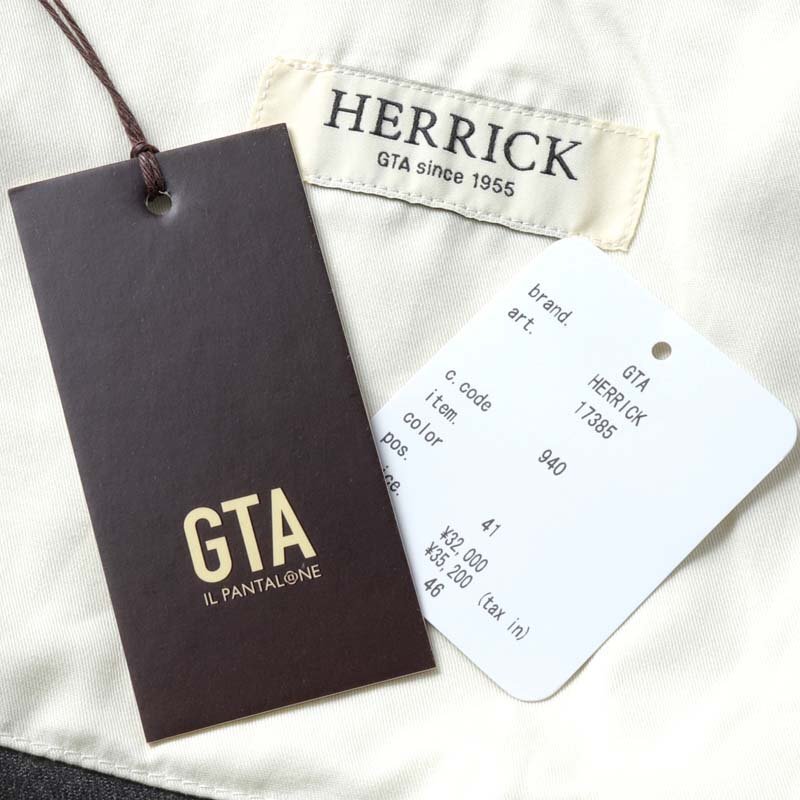 HERRICK
GTA since 1955
GTA
IL PANTALONE
brand.
art.
GTA
HERRICK
17385
c.code
item.
color
940
pos.
41
¥32,000
¥35,200 (tax in)
46